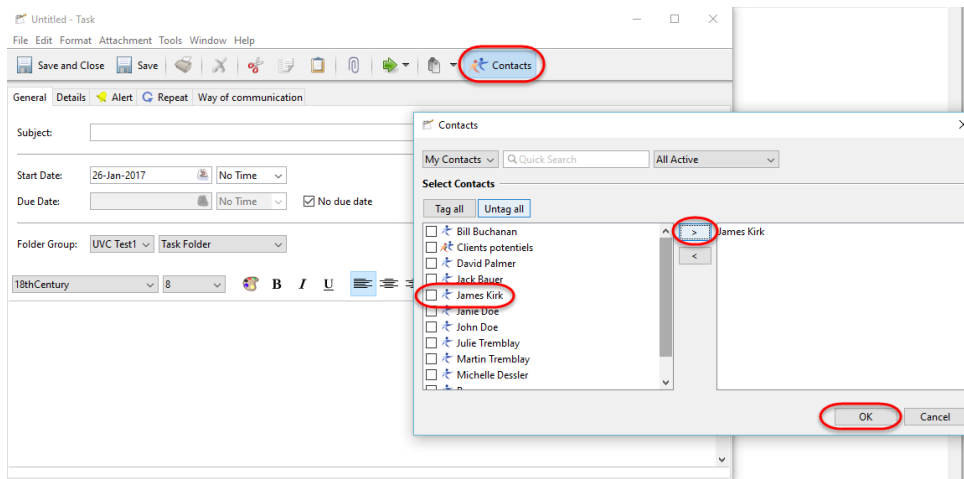 Untitled - Task
File Edit Format Attachment Tools Window Help
Save and Close Save Contacts
General Details Alert Repeat Way of communication
Subject:
Start Date: 26-Jan-2017 No Time
Due Date: No Time No due date
Folder Group: UVC Test1 Task Folder
18thCentury 8 B I U
Contacts
My Contacts Quick Search All Active
Select Contacts
Tag all Untag all
Bill Buchanan
Clients potentiels
David Palmer
Jack Bauer
James Kirk
Janie Doe
John Doe
Julie Tremblay
Martin Tremblay
Michelle Dessler
>
<
James Kirk
OK Cancel